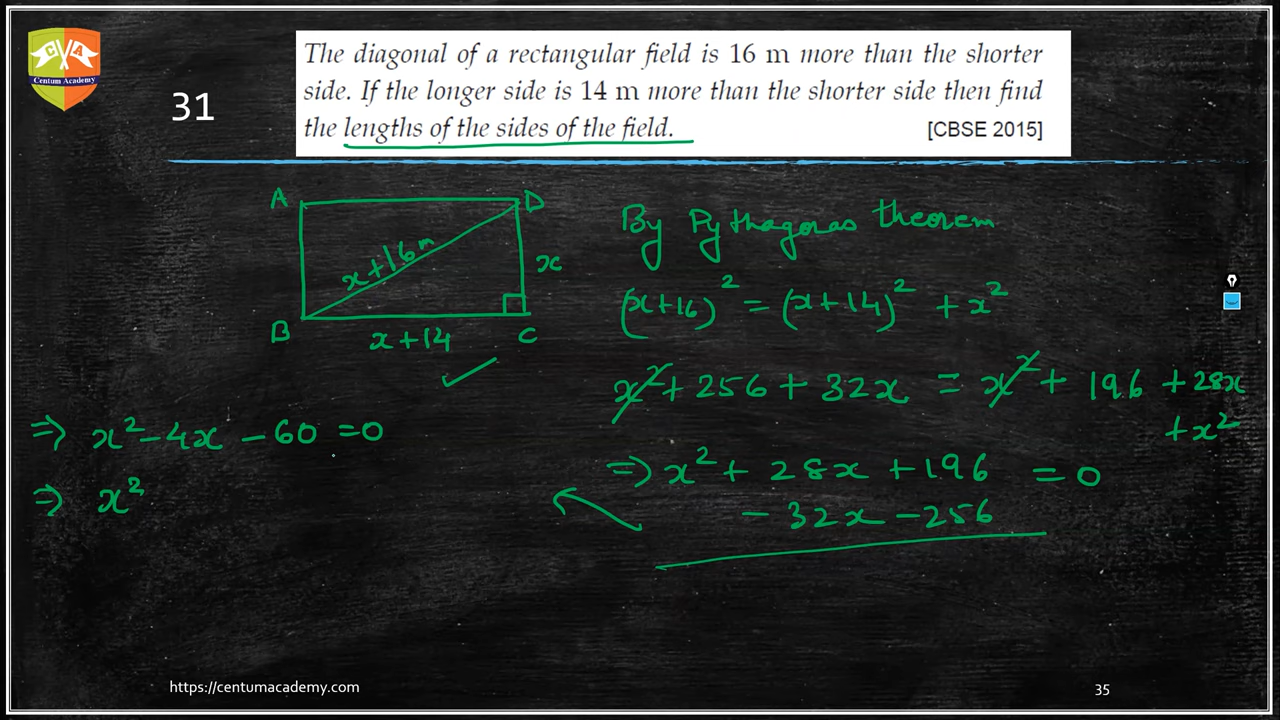 C A
Centum Academy
31
The diagonal of a rectangular field is 16 m more than the shorter
side. If the longer side is 14 m more than the shorter side then find
the lengths of the sides of the field. [CBSE 2015]
A D
x+16m
x
B x+14 C
By Pythagoras theorem
(x+16)² = (x+14)² + x²
x² + 256 + 32x = x² + 196 + 28x
+x²
⇒ x² + 28x + 196 = 0
- 32x - 256
⇒ x² - 4x - 60 = 0
⇒ x²
https://centumacademy.com
35